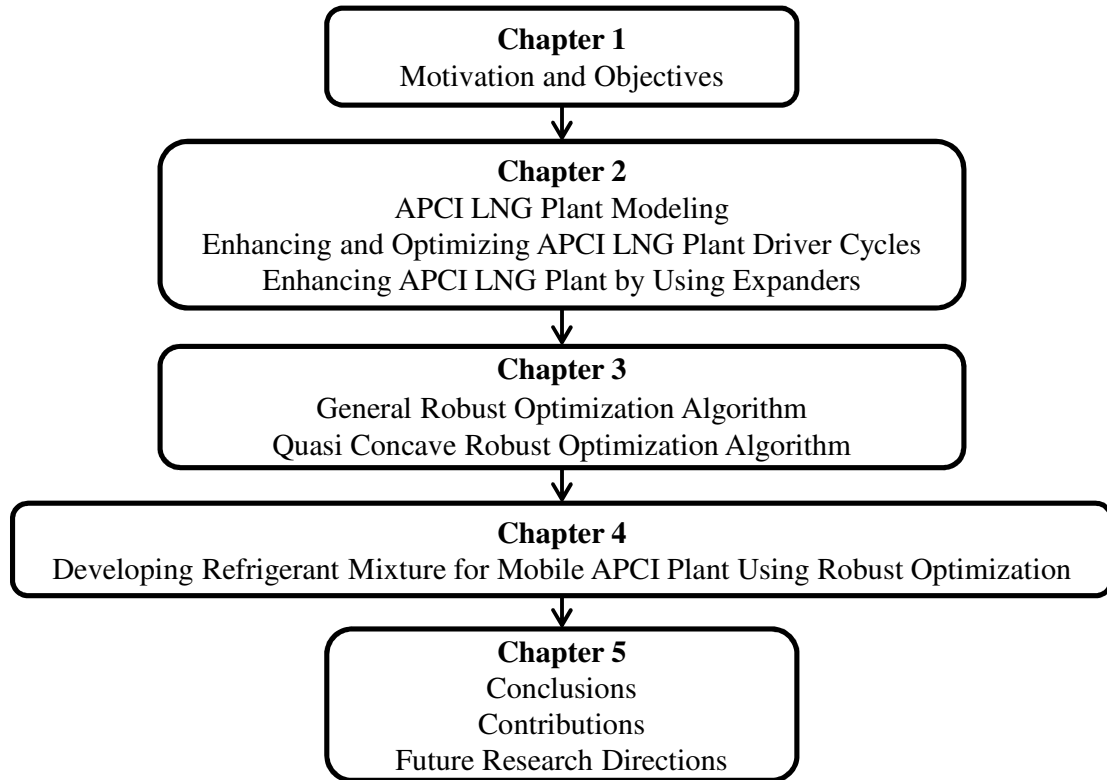 Chapter 1
Motivation and Objectives
Chapter 2
APCI LNG Plant Modeling
Enhancing and Optimizing APCI LNG Plant Driver Cycles
Enhancing APCI LNG Plant by Using Expanders
Chapter 3
General Robust Optimization Algorithm
Quasi Concave Robust Optimization Algorithm
Chapter 4
Developing Refrigerant Mixture for Mobile APCI Plant Using Robust Optimization
Chapter 5
Conclusions
Contributions
Future Research Directions